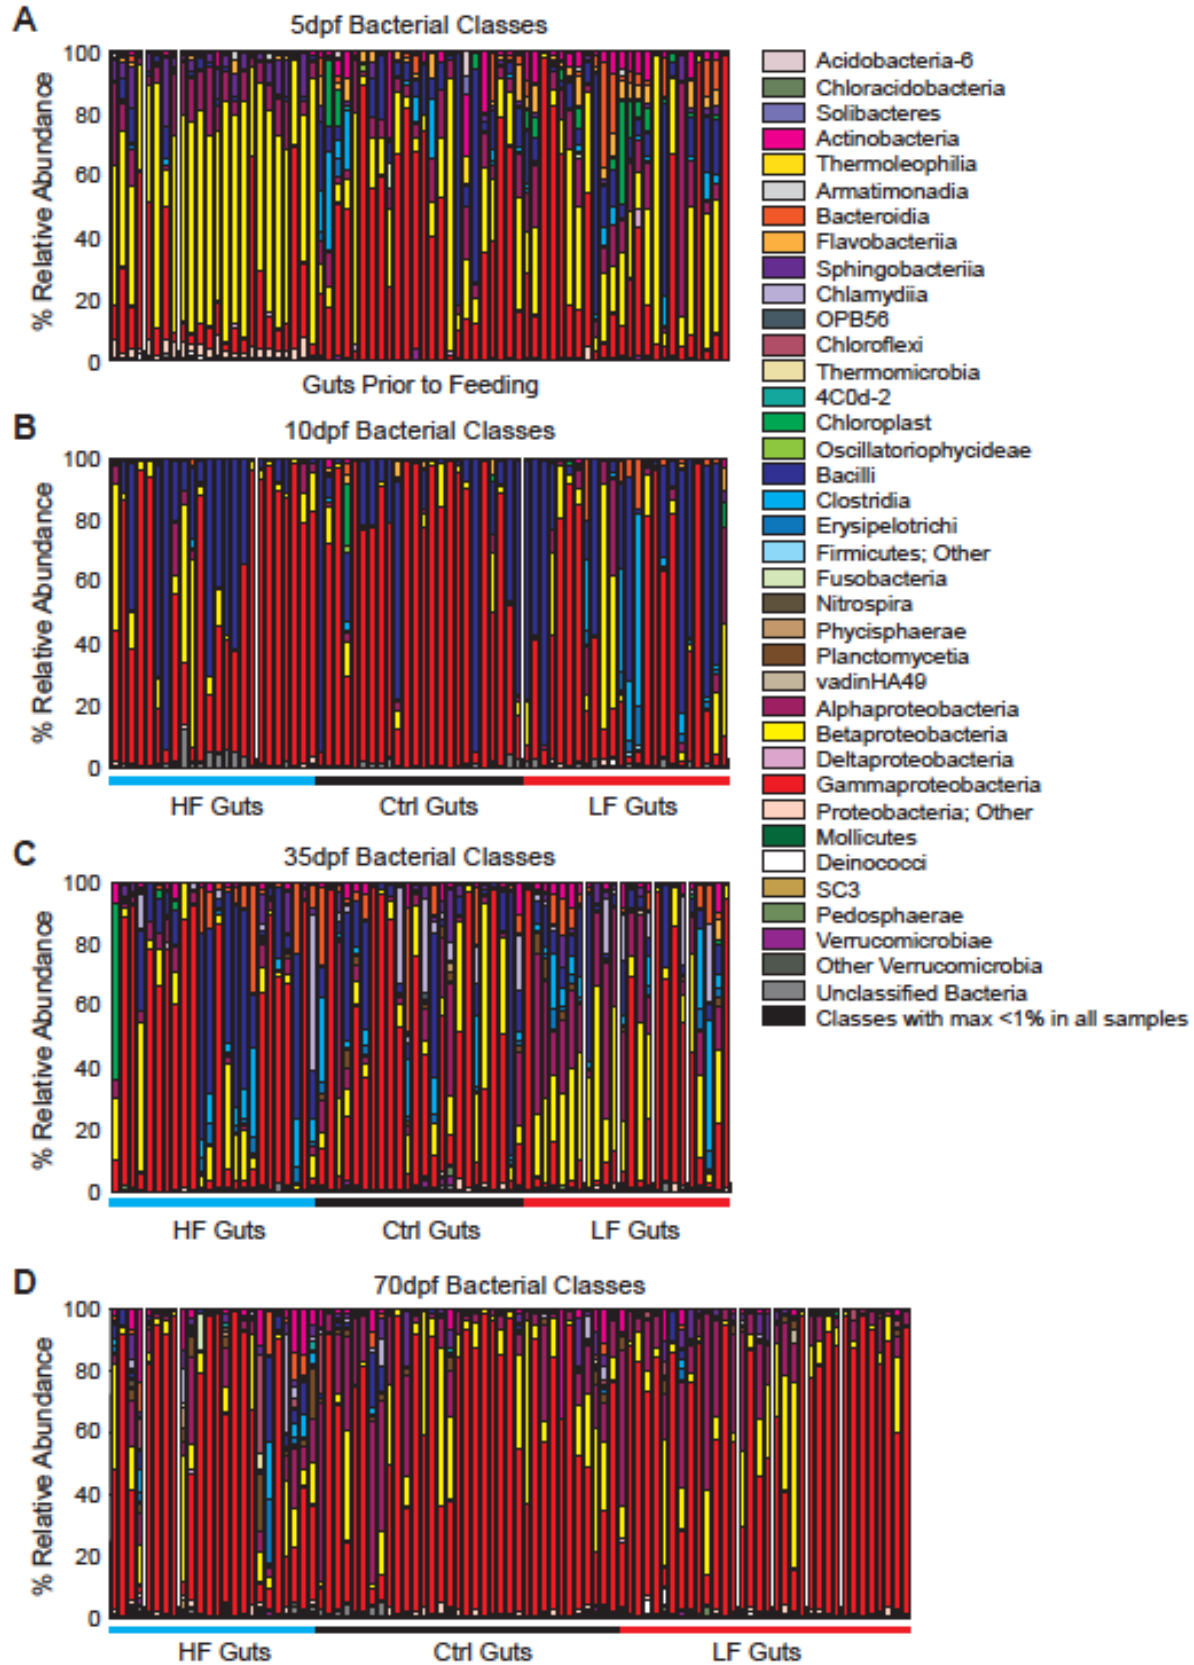 A
5dpf Bacterial Classes
% Relative Abundance
100
80
60
40
20
0
Guts Prior to Feeding
B
10dpf Bacterial Classes
% Relative Abundance
100
80
60
40
20
0
HF Guts
Ctrl Guts
LF Guts
C
35dpf Bacterial Classes
% Relative Abundance
100
80
60
40
20
0
HF Guts
Ctrl Guts
LF Guts
D
70dpf Bacterial Classes
% Relative Abundance
100
80
60
40
20
0
HF Guts
Ctrl Guts
LF Guts
Acidobacteria-6
Chloracidobacteria
Solibacteres
Actinobacteria
Thermoleophilia
Armatimonadia
Bacteroidia
Flavobacteriia
Sphingobacteriia
Chlamydiia
OPB56
Chloroflexi
Thermomicrobia
4C0d-2
Chloroplast
Oscillatoriophycideae
Bacilli
Clostridia
Erysipelotrichi
Firmicutes; Other
Fusobacteria
Nitrospira
Phycisphaerae
Planctomycetia
vadinHA49
Alphaproteobacteria
Betaproteobacteria
Deltaproteobacteria
Gammaproteobacteria
Proteobacteria; Other
Mollicutes
Deinococci
SC3
Pedosphaerae
Verrucomicrobiae
Other Verrucomicrobia
Unclassified Bacteria
Classes with max <1% in all samples